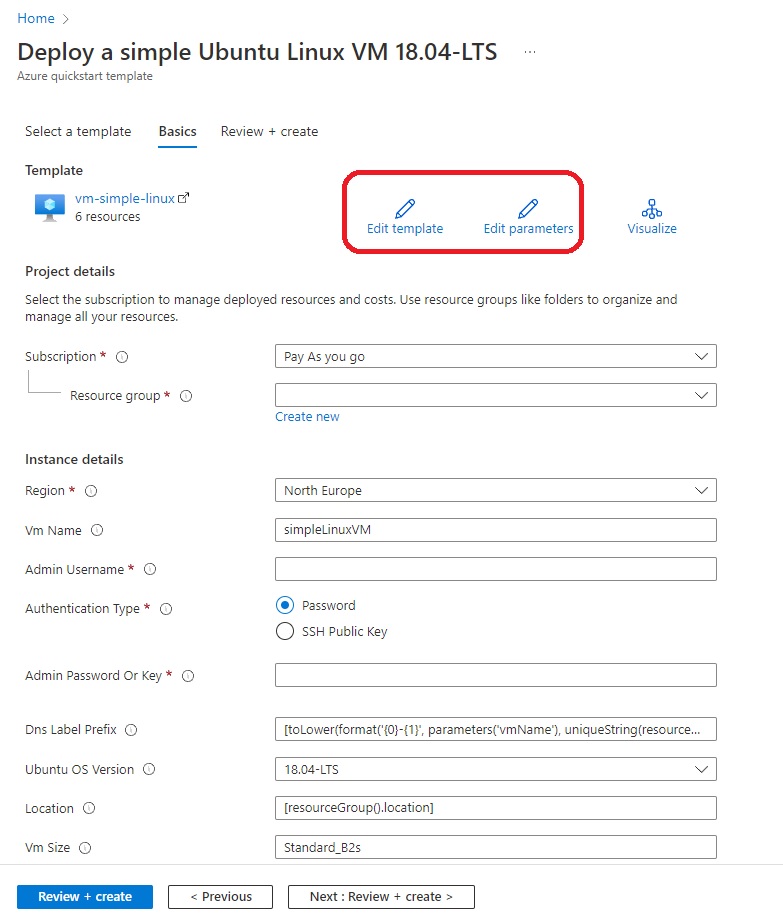 Home
Deploy a simple Ubuntu Linux VM 18.04-LTS ...
Azure quickstart template
Select a template Basics Review + create
Template
vm-simple-linux
6 resources
Edit template Edit parameters Visualize
Project details
Select the subscription to manage deployed resources and costs. Use resource groups like folders to organize and
manage all your resources.
Subscription * Pay As you go
Resource group *
Create new
Instance details
Region * North Europe
Vm Name simpleLinuxVM
Admin Username *
Authentication Type * Password
SSH Public Key
Admin Password Or Key *
Dns Label Prefix [toLower(format('{0}-{1}', parameters('vmName'), uniqueString(resource...
Ubuntu OS Version 18.04-LTS
Location [resourceGroup().location]
Vm Size Standard_B2s
Review + create < Previous Next : Review + create >